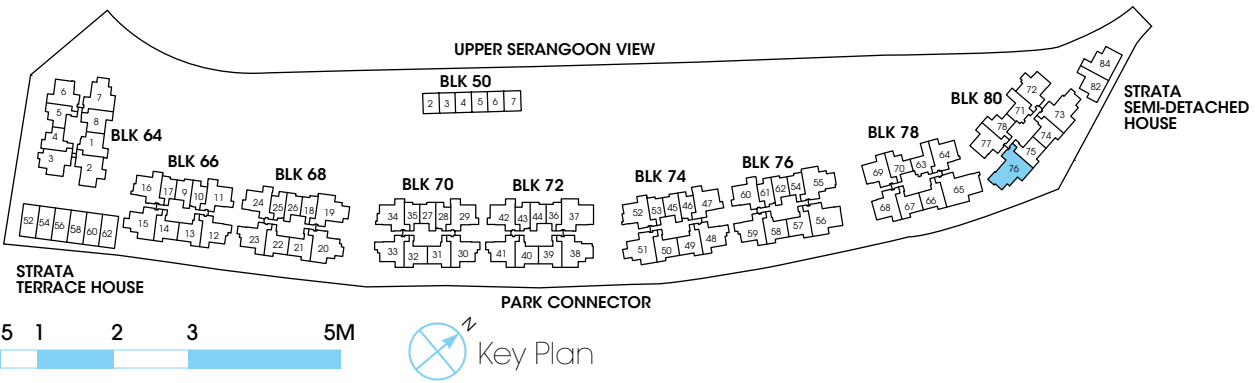 UPPER SERANGOON VIEW
BLK 50
2 3 4 5 6 7
BLK 64
6 7
5 8
4 1
3 2
BLK 66
16 17 9 10 11
15 14 13 12
BLK 68
24 25 26 18 19
23 22 21 20
BLK 70
34 35 27 28 29
33 32 31 30
BLK 72
42 43 44 36 37
41 40 39 38
BLK 74
52 53 45 46 47
51 50 49 48
BLK 76
60 61 62 54 55
59 58 57 56
BLK 78
69 70 63 64
68 67 66 65
BLK 80
72
71 73
78 74
77 75
76
84
82
STRATA
SEMI-DETACHED
HOUSE
52 54 56 58 60 62
STRATA
TERRACE HOUSE
PARK CONNECTOR
5 1 2 3 5M
N
Key Plan